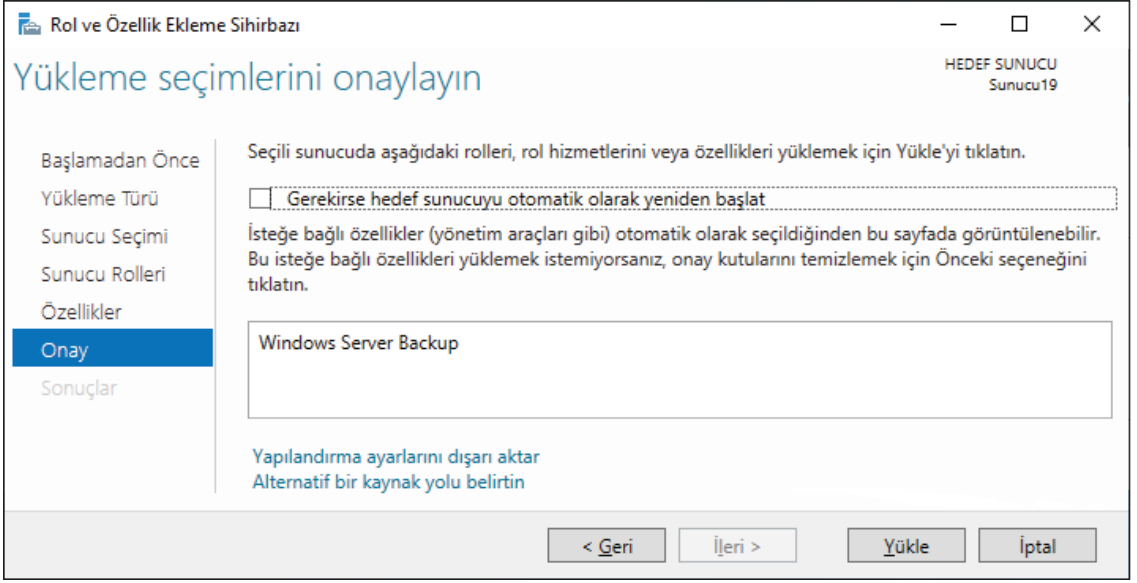 Rol ve Özellik Ekleme Sihirbazı
Yükleme seçimlerini onaylayın
HEDEF SUNUCU
Sunucu19
Başlamadan Önce
Yükleme Türü
Sunucu Seçimi
Sunucu Rolleri
Özellikler
Onay
Sonuçlar
Seçili sunucuda aşağıdaki rolleri, rol hizmetlerini veya özellikleri yüklemek için Yükle'yi tıklatın.
Gerekirse hedef sunucuyu otomatik olarak yeniden başlat
İsteğe bağlı özellikler (yönetim araçları gibi) otomatik olarak seçildiğinden bu sayfada görüntülenebilir.
Bu isteğe bağlı özellikleri yüklemek istemiyorsanız, onay kutularını temizlemek için Önceki seçeneğini
tıklatın.
Windows Server Backup
Yapılandırma ayarlarını dışarı aktar
Alternatif bir kaynak yolu belirtin
< Geri
İleri >
Yükle
İptal